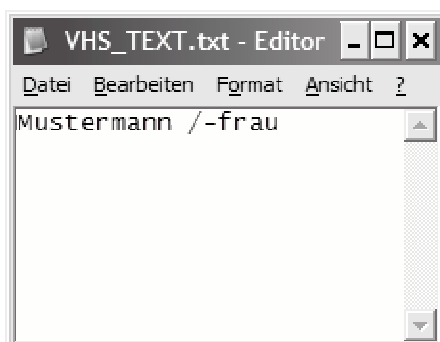 VHS_TEXT.txt - Editor
Datei Bearbeiten Format Ansicht ?
Mustermann /-frau